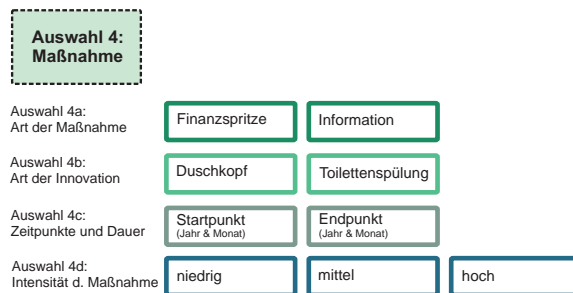 Auswahl 4:
Maßnahme
Auswahl 4a:
Art der Maßnahme
Finanzspritze
Information
Auswahl 4b:
Art der Innovation
Duschkopf
Toilettenspülung
Auswahl 4c:
Zeitpunkte und Dauer
Startpunkt
(Jahr & Monat)
Endpunkt
(Jahr & Monat)
Auswahl 4d:
Intensität d. Maßnahme
niedrig
mittel
hoch